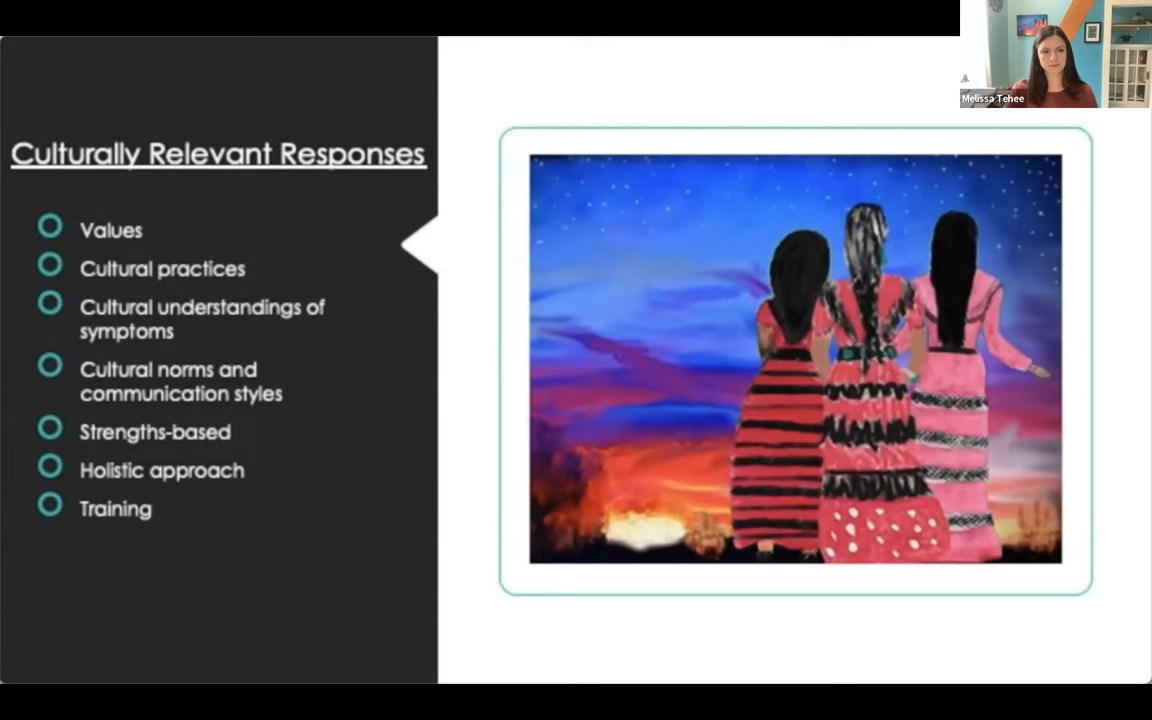 Melissa Tehee
Culturally Relevant Responses
Values
Cultural practices
Cultural understandings of
symptoms
Cultural norms and
communication styles
Strengths-based
Holistic approach
Training